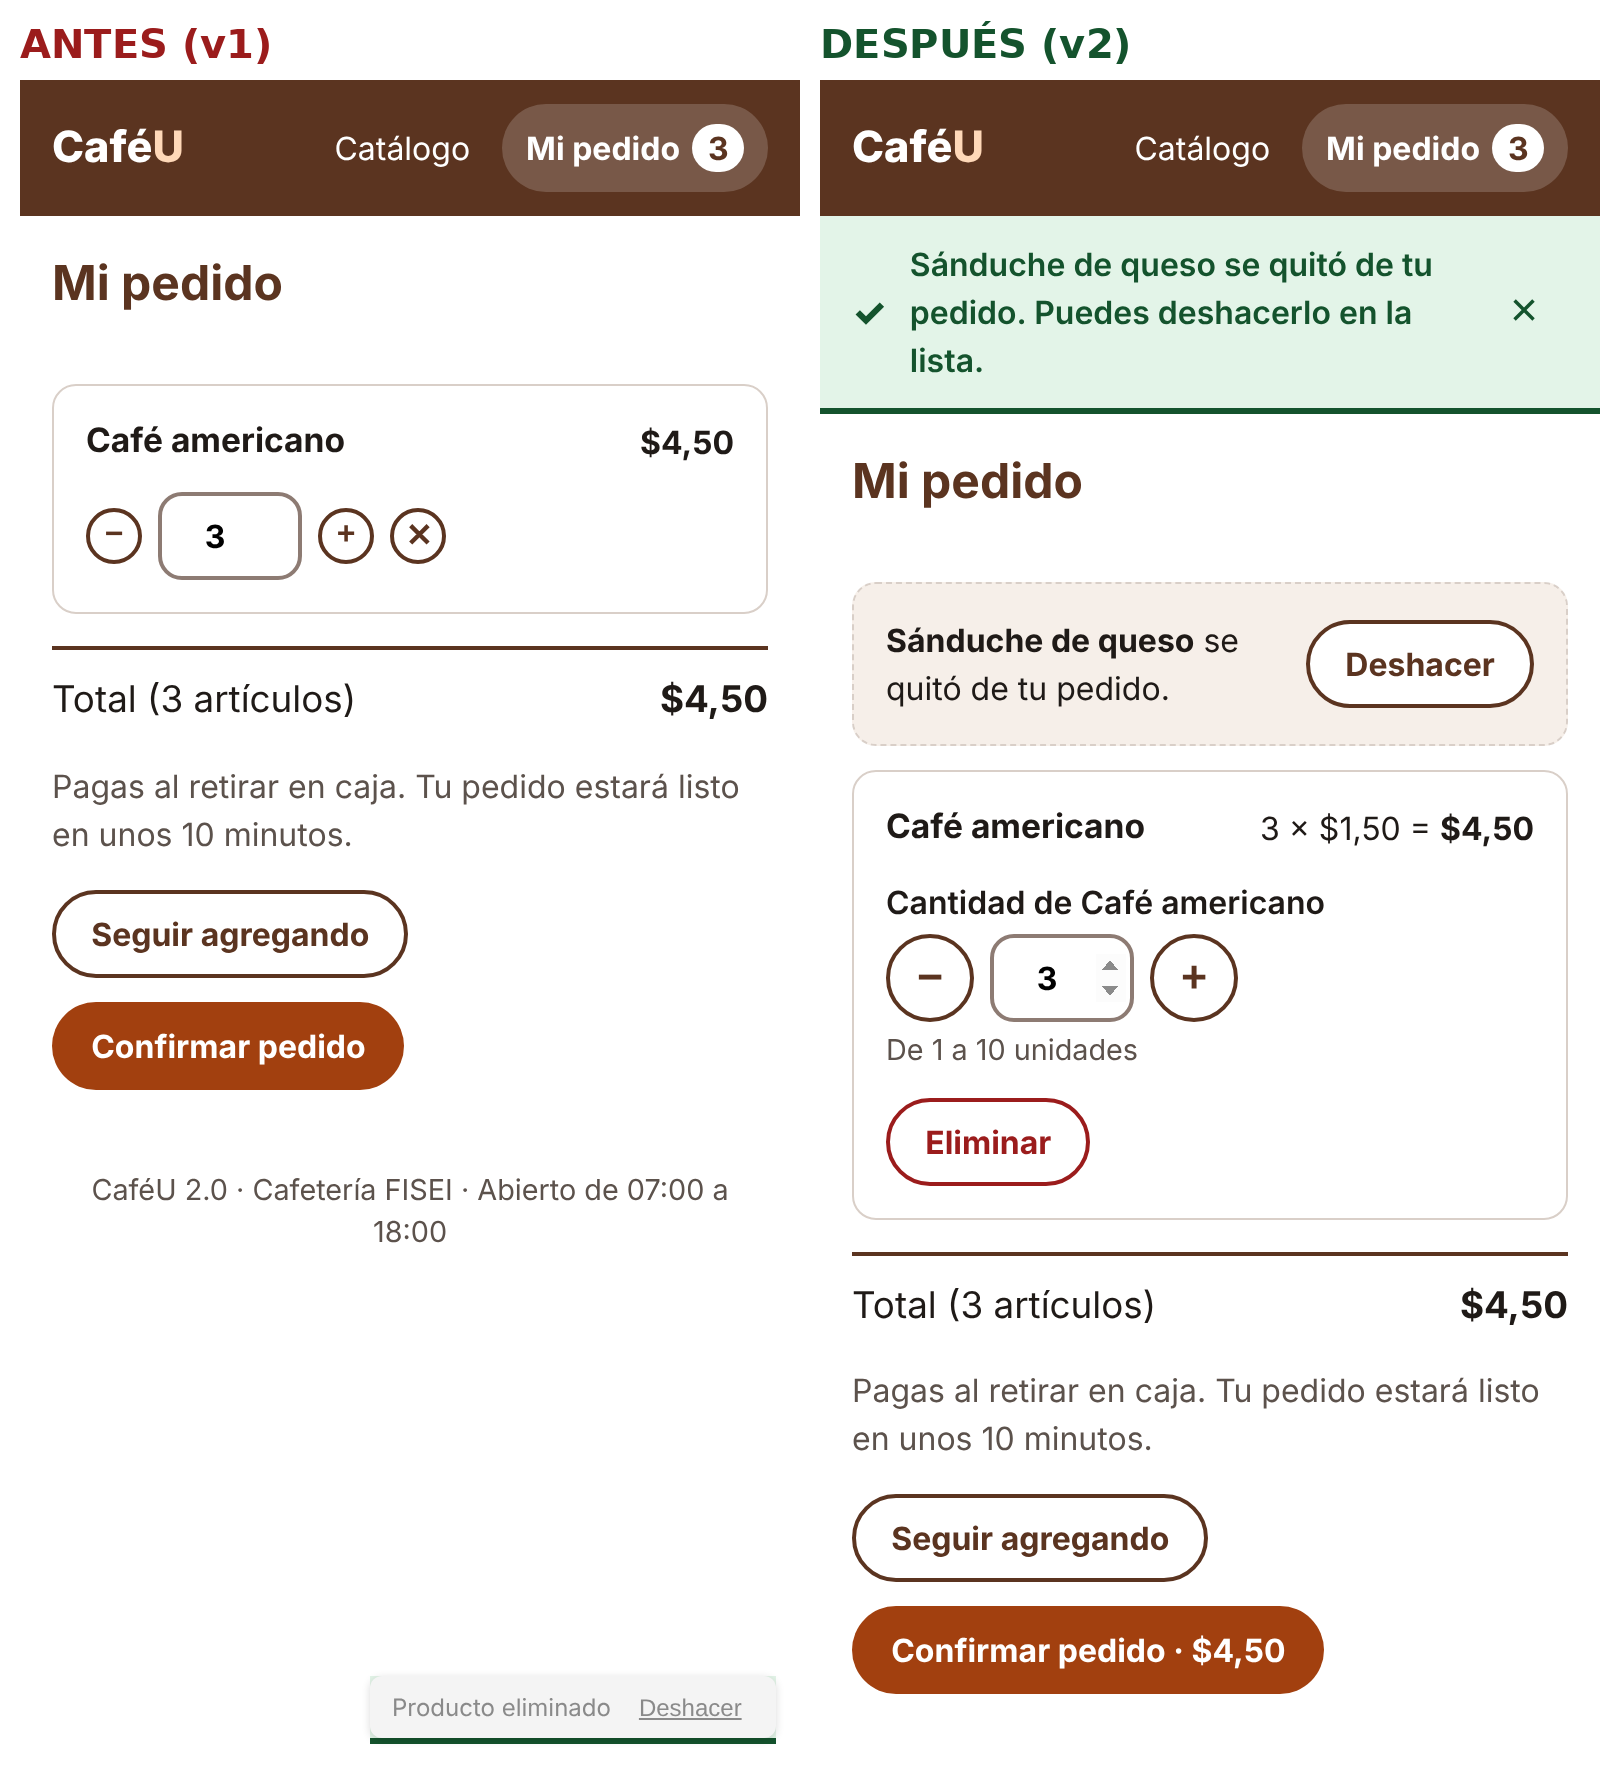 ANTES (v1)
CaféU
Catálogo
Mi pedido 3
Mi pedido
Café americano
$4,50
− 3 + ×
Total (3 artículos)
$4,50
Pagas al retirar en caja. Tu pedido estará listo
en unos 10 minutos.
Seguir agregando
Confirmar pedido
CaféU 2.0 · Cafetería FISEI · Abierto de 07:00 a
18:00
Producto eliminado
Deshacer
DESPUÉS (v2)
CaféU
Catálogo
Mi pedido 3
Sánduche de queso se quitó de tu
pedido. Puedes deshacerlo en la
lista.
×
Mi pedido
Sánduche de queso se
quitó de tu pedido.
Deshacer
Café americano
3 × $1,50 = $4,50
Cantidad de Café americano
− 3 +
De 1 a 10 unidades
Eliminar
Total (3 artículos)
$4,50
Pagas al retirar en caja. Tu pedido estará listo
en unos 10 minutos.
Seguir agregando
Confirmar pedido · $4,50